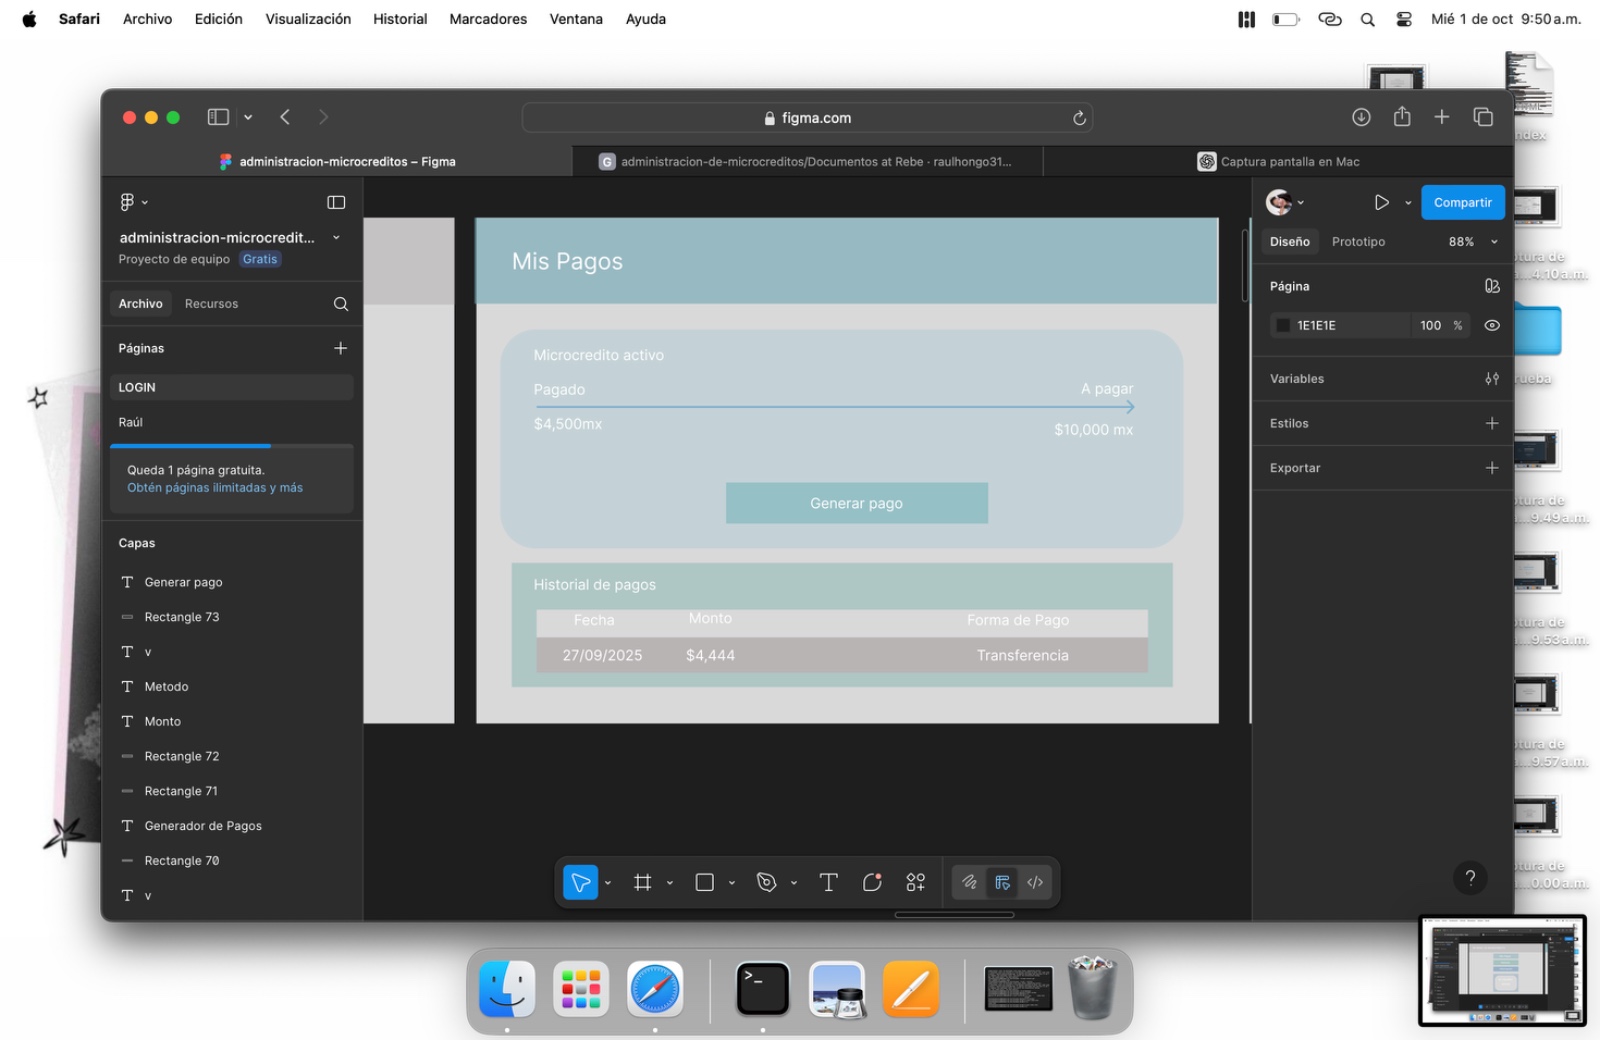 Safari Archivo Edición Visualización Historial Marcadores Ventana Ayuda Mié 1 de oct 9:50 a.m.
figma.com
administracion-microcreditos – Figma
G administracion-de-microcreditos/Documentos at Rebe · raulhongo31...
Captura pantalla en Mac
administracion-microcredit...
Proyecto de equipo Gratis
Archivo Recursos
Páginas
LOGIN
Raúl
Queda 1 página gratuita.
Obtén páginas ilimitadas y más
Capas
Generar pago
Rectangle 73
v
Metodo
Monto
Rectangle 72
Rectangle 71
Generador de Pagos
Rectangle 70
v
Mis Pagos
Microcredito activo
Pagado A pagar
$4,500mx $10,000 mx
Generar pago
Historial de pagos
Fecha Monto Forma de Pago
27/09/2025 $4,444 Transferencia
Compartir
Diseño Prototipo 88%
Página
1E1E1E 100 %
Variables
Estilos
Exportar
?
ndex
tura de
...4.10 a.m.
rueba
tura de
...9.49 a.m.
tura de
...9.53 a.m.
tura de
...9.57 a.m.
tura de
...0.00 a.m.